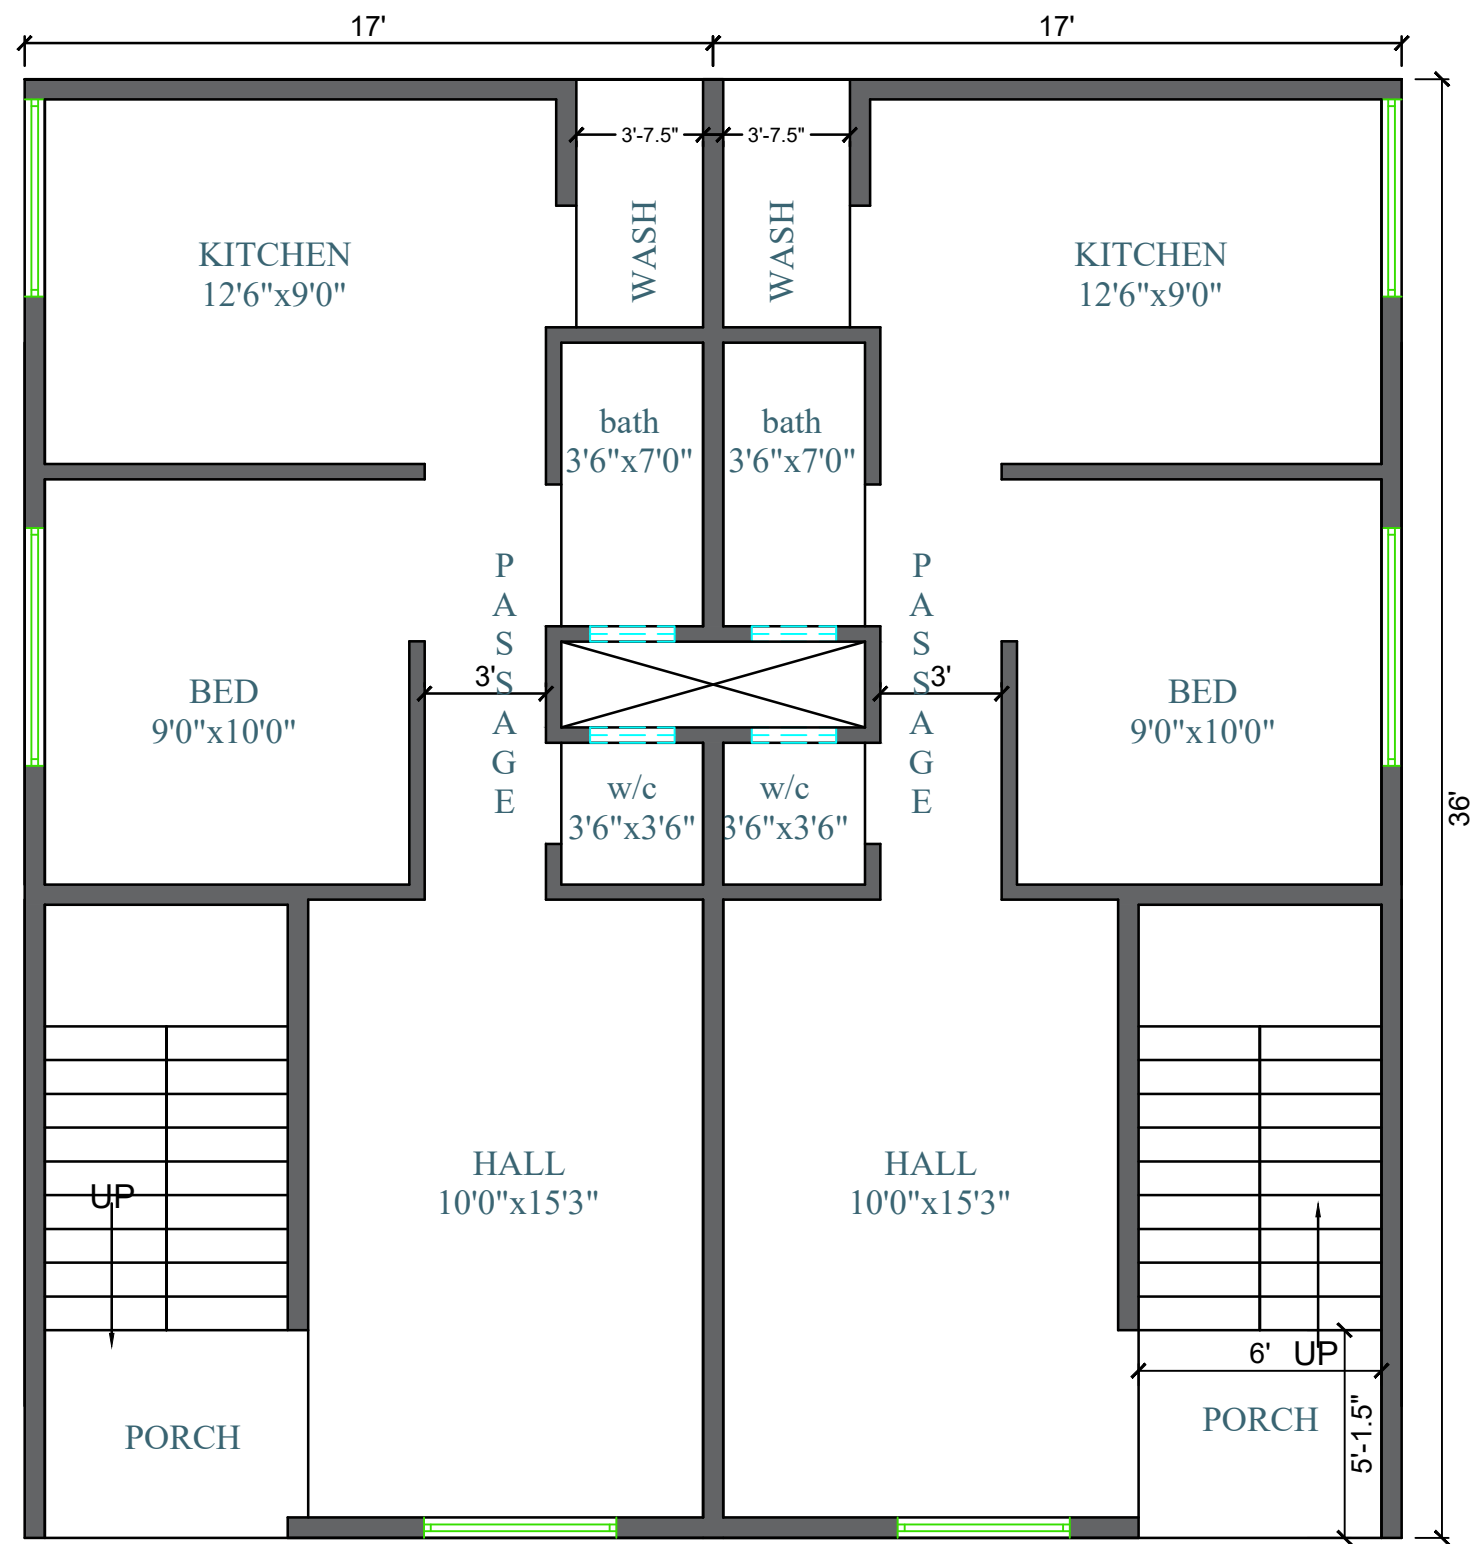 17'
17'
3'-7.5"
3'-7.5"
WASH
WASH
KITCHEN
12'6"x9'0"
KITCHEN
12'6"x9'0"
bath
3'6"x7'0"
bath
3'6"x7'0"
PASSAGE
PASSAGE
3'
3'
BED
9'0"x10'0"
BED
9'0"x10'0"
w/c
3'6"x3'6"
w/c
3'6"x3'6"
36'
HALL
10'0"x15'3"
HALL
10'0"x15'3"
UP
6'
UP
PORCH
PORCH
5'-1.5"